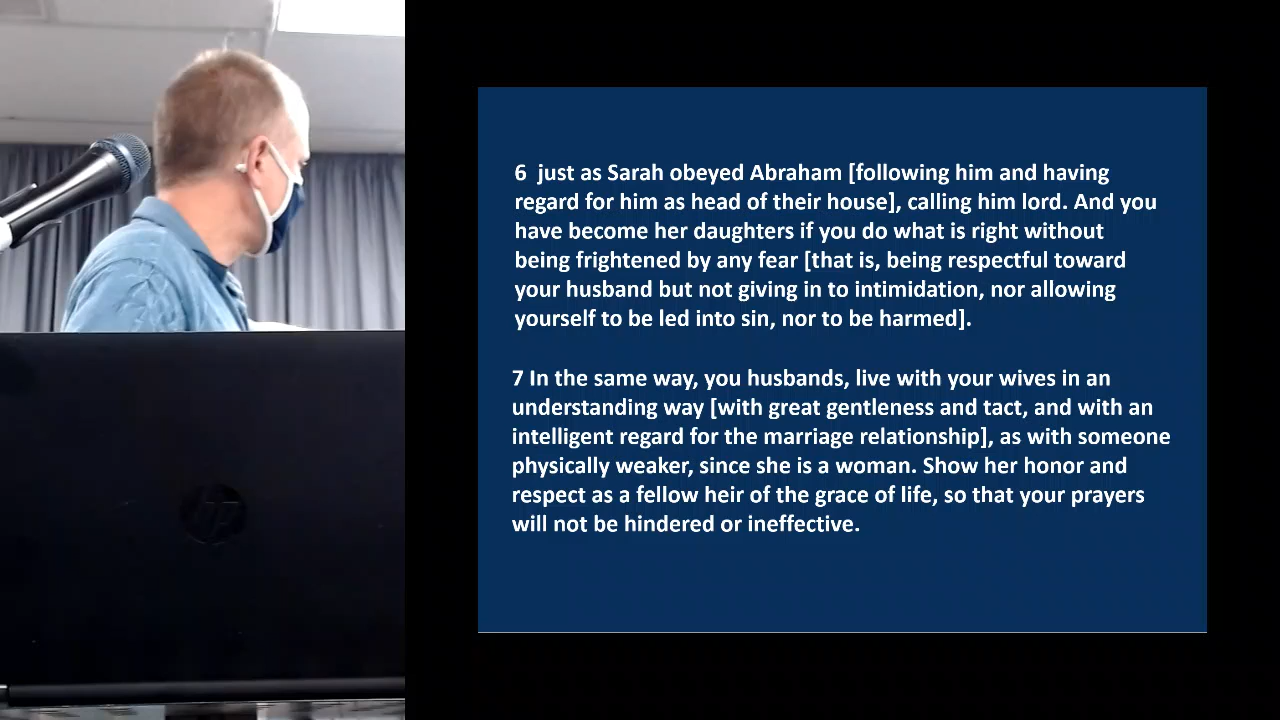 6 just as Sarah obeyed Abraham [following him and having
regard for him as head of their house], calling him lord. And you
have become her daughters if you do what is right without
being frightened by any fear [that is, being respectful toward
your husband but not giving in to intimidation, nor allowing
yourself to be led into sin, nor to be harmed].
7 In the same way, you husbands, live with your wives in an
understanding way [with great gentleness and tact, and with an
intelligent regard for the marriage relationship], as with someone
physically weaker, since she is a woman. Show her honor and
respect as a fellow heir of the grace of life, so that your prayers
will not be hindered or ineffective.
hp